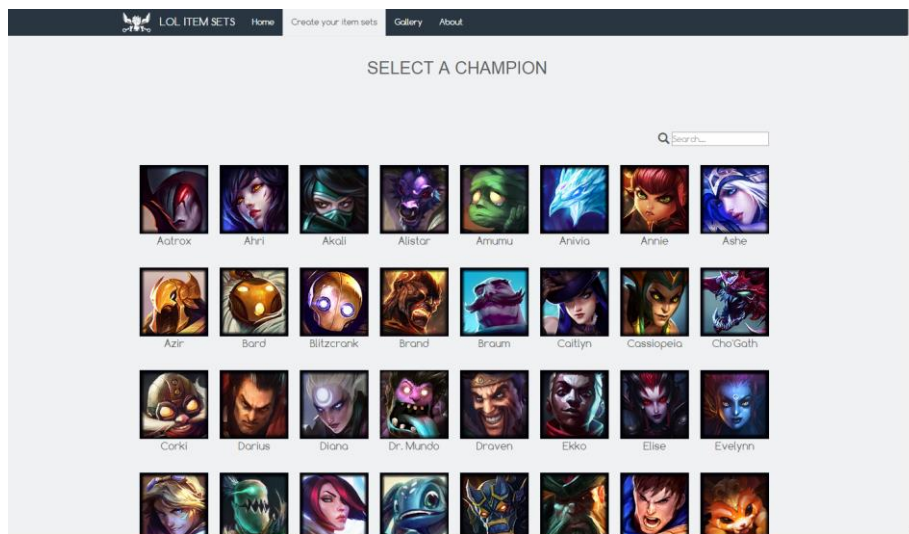 LOL ITEM SETS Home Create your item sets Gallery About
SELECT A CHAMPION
Search...
Aatrox Ahri Akali Alistar Amumu Anivia Annie Ashe
Azir Bard Blitzcrank Brand Braum Caitlyn Cassiopeia Cho'Gath
Corki Darius Diana Dr. Mundo Draven Ekko Elise Evelynn